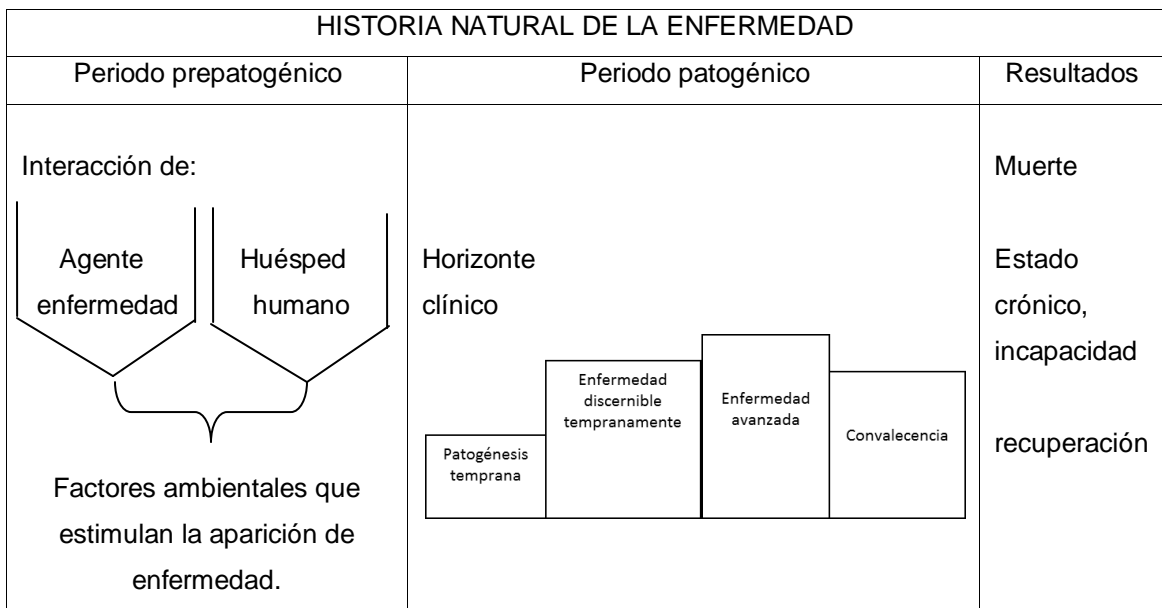 HISTORIA NATURAL DE LA ENFERMEDAD
Periodo prepatogénico
Periodo patogénico
Resultados
Interacción de:
Agente
enfermedad
Huésped
humano
Factores ambientales que
estimulan la aparición de
enfermedad.
Horizonte
clínico
Patogénesis
temprana
Enfermedad
discernible
tempranamente
Enfermedad
avanzada
Convalecencia
Muerte
Estado
crónico,
incapacidad
recuperación